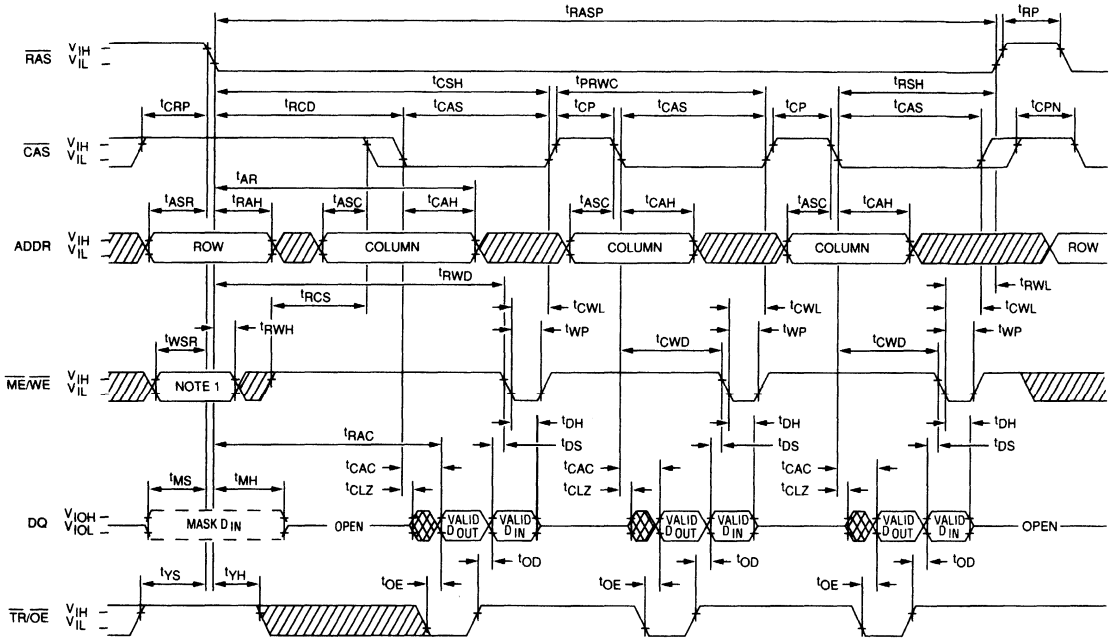 tRASP tRP
RAS VIH
VIL
tCSH tPRWC tRSH
tCRP tRCD tCAS tCP tCAS tCP tCAS tCPN
CAS VIH
VIL
tAR
tASR tRAH tASC tCAH tASC tCAH tASC tCAH
ADDR VIH
VIL
ROW COLUMN COLUMN COLUMN ROW
tRWD tRWL
tRCS tCWL tCWL tCWL
tRWH tWP tWP tWP
tWSR tCWD tCWD
ME/WE VIH
VIL
NOTE 1
tDH tDH tDH
tRAC tDS tDS tDS
tCAC tCAC tCAC
tMS tMH tCLZ tCLZ tCLZ
DQ VIOH
VIOL
MASK DIN OPEN VALID DOUT VALID DIN VALID DOUT VALID DIN VALID DOUT VALID DIN OPEN
tOD tOD tOD
tYS tYH tOE tOE tOE
TR/OE VIH
VIL